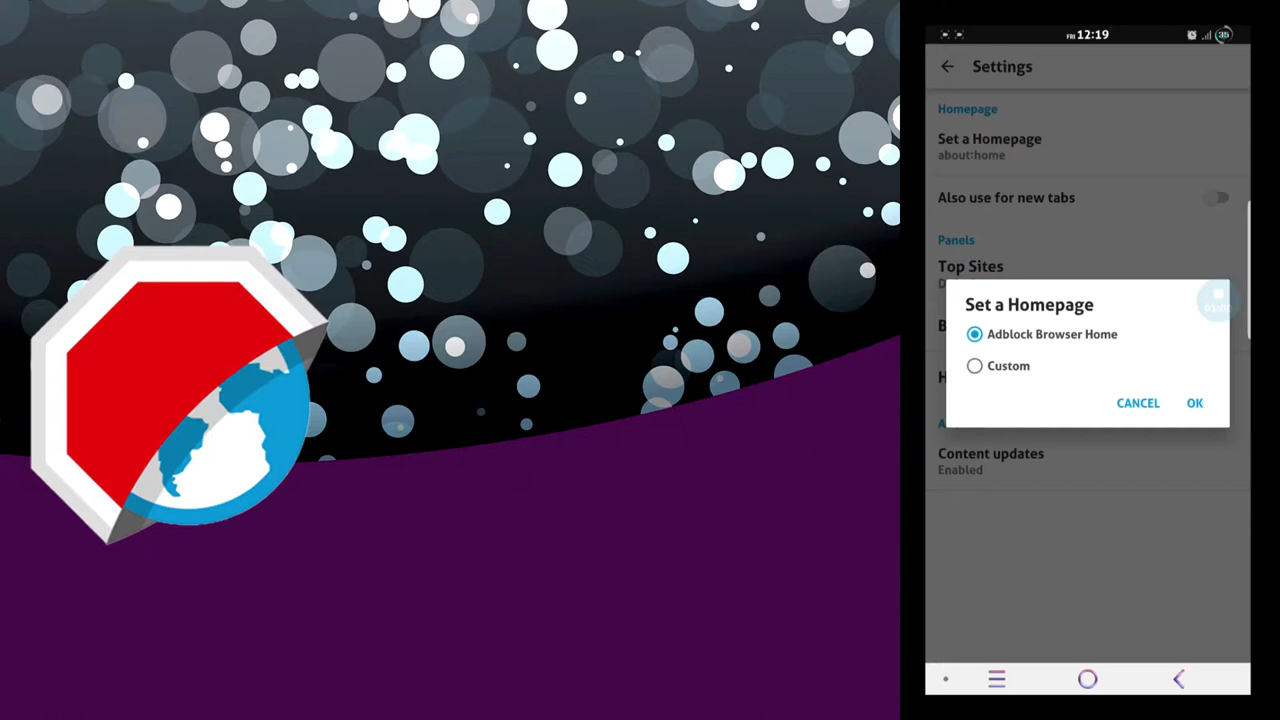 FRI 12:19
35
Settings
Homepage
Set a Homepage
about:home
Also use for new tabs
Panels
Top Sites
Set a Homepage
Adblock Browser Home
Custom
CANCEL
OK
Content updates
Enabled